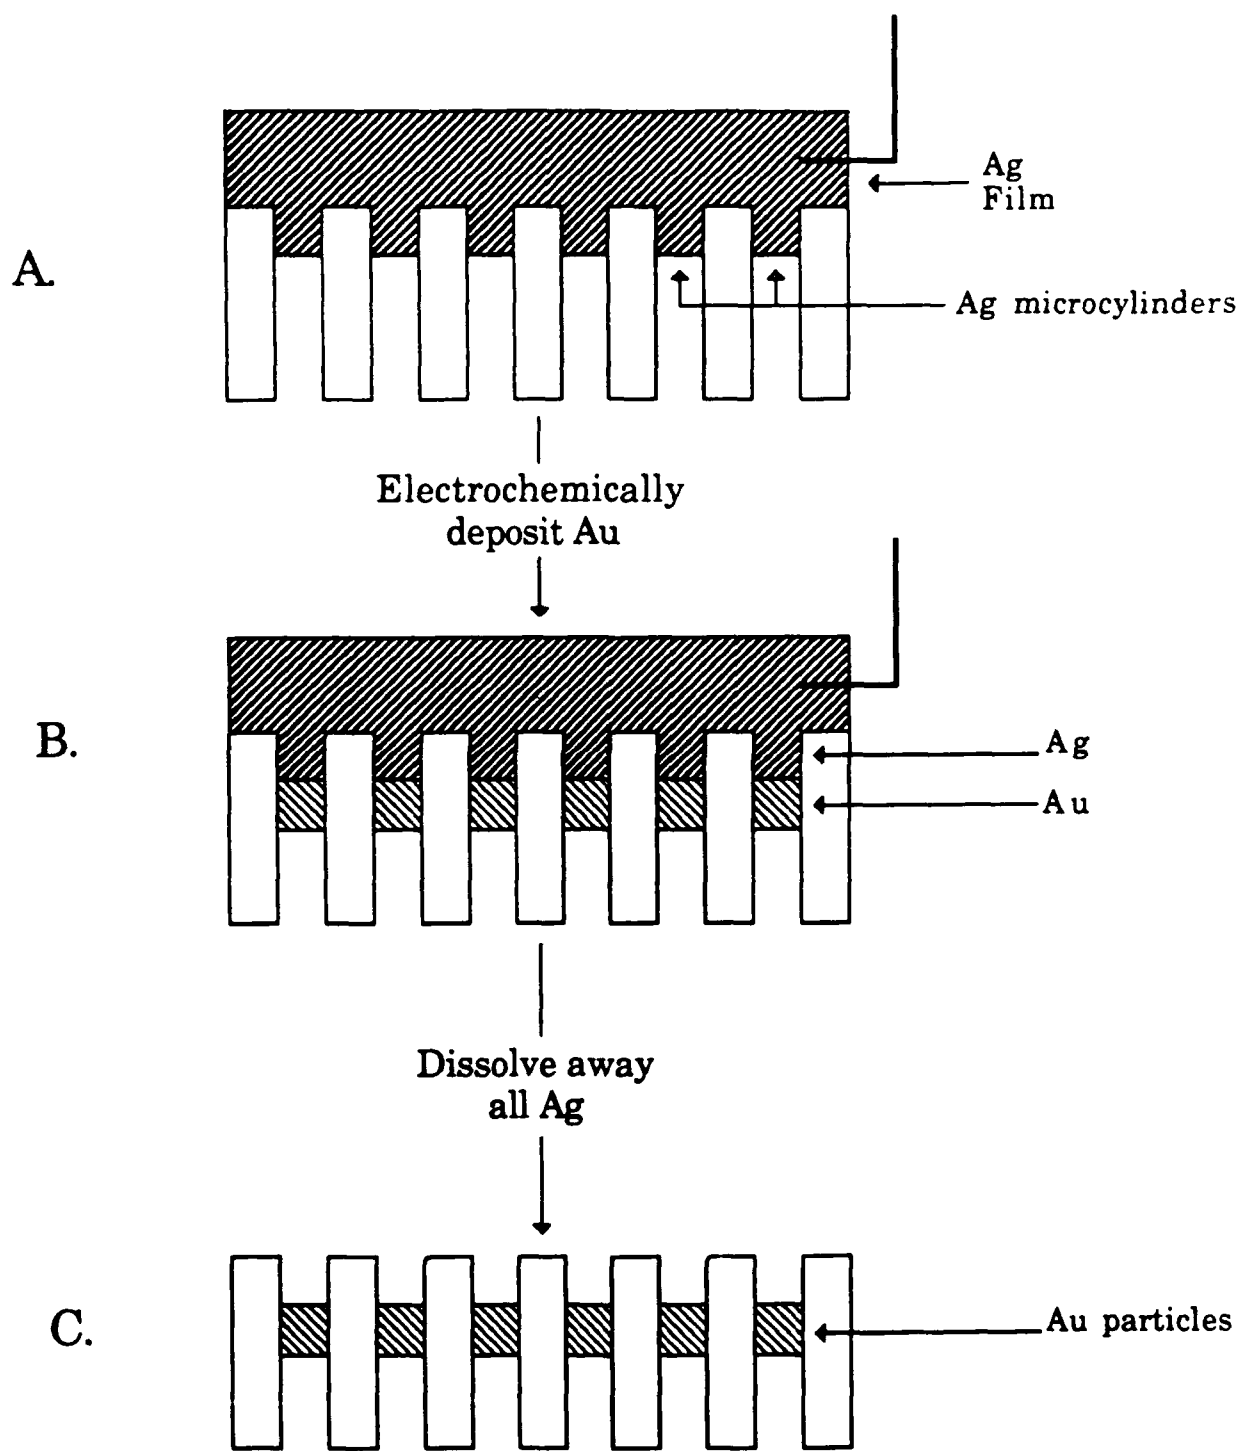 Ag
Film
A.
Ag microcylinders
Electrochemically
deposit Au
B.
Ag
Au
Dissolve away
all Ag
C.
Au particles